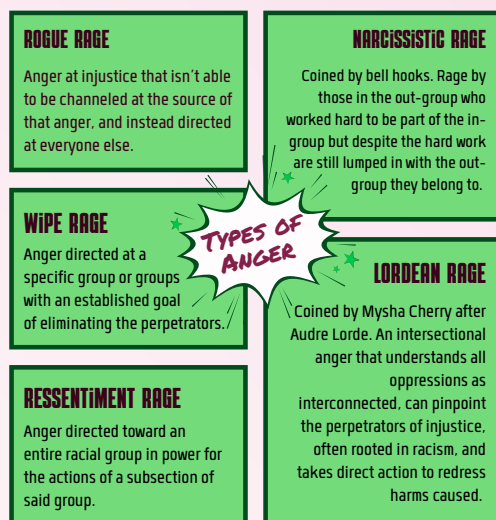 ROGUE RAGE
Anger at injustice that isn't able
to be channeled at the source of
that anger, and instead directed
at everyone else.
WiPE RAGE
Anger directed at a
specific group or groups
with an established goal
of eliminating the perpetrators.
RESSENTiMENT RAGE
Anger directed toward an
entire racial group in power for
the actions of a subsection of
said group.
TYPES OF
ANGER
NARCiSSiSTiC RAGE
Coined by bell hooks. Rage by
those in the out-group who
worked hard to be part of the in-
group but despite the hard work
are still lumped in with the out-
group they belong to.
LORDEAN RAGE
Coined by Mysha Cherry after
Audre Lorde. An intersectional
anger that understands all
oppressions as
interconnected, can pinpoint
the perpetrators of injustice,
often rooted in racism, and
takes direct action to redress
harms caused.